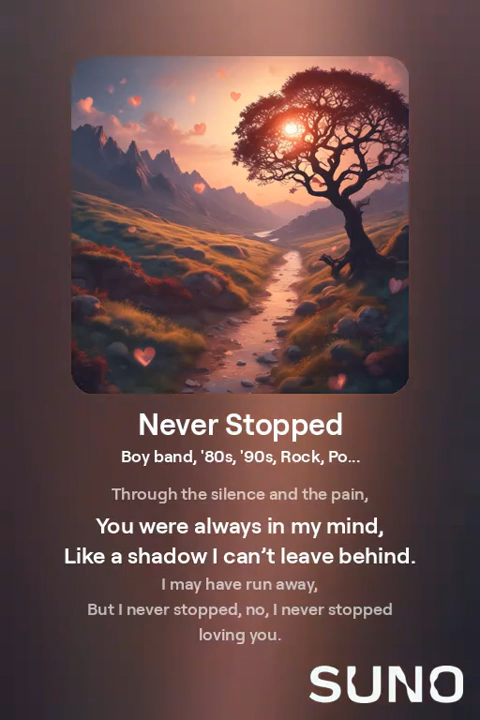 Never Stopped
Boy band, '80s, '90s, Rock, Po...
Through the silence and the pain,
You were always in my mind,
Like a shadow I can’t leave behind.
I may have run away,
But I never stopped, no, I never stopped
loving you.
SUNO